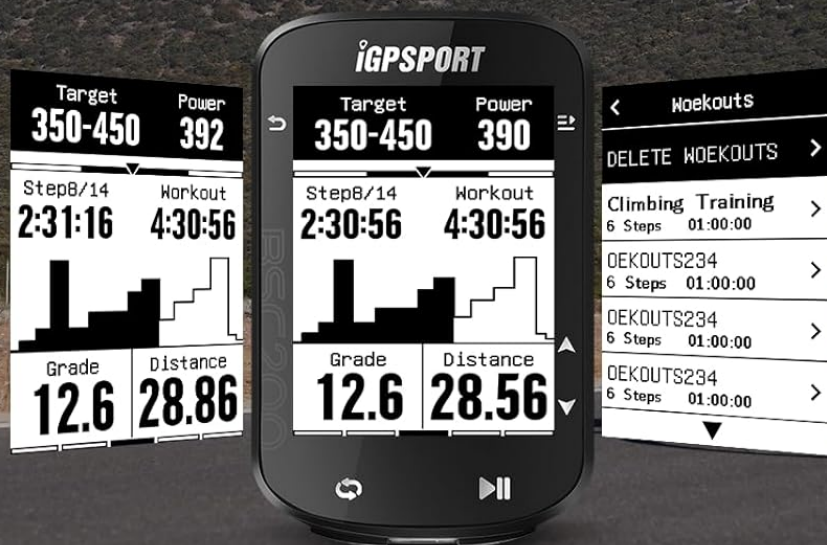 Target Power
350-450 392
Step8/14 Workout
2:31:16 4:30:56
Grade Distance
12.6 28.86
iGPSPORT
Target Power
350-450 390
Step8/14 Workout
2:30:56 4:30:56
Grade Distance
12.6 28.56
BSC200
Woekouts
DELETE WOEKOUTS
Climbing Training
6 Steps 01:00:00
OEKOUTS234
6 Steps 01:00:00
OEKOUTS234
6 Steps 01:00:00
OEKOUTS234
6 Steps 01:00:00